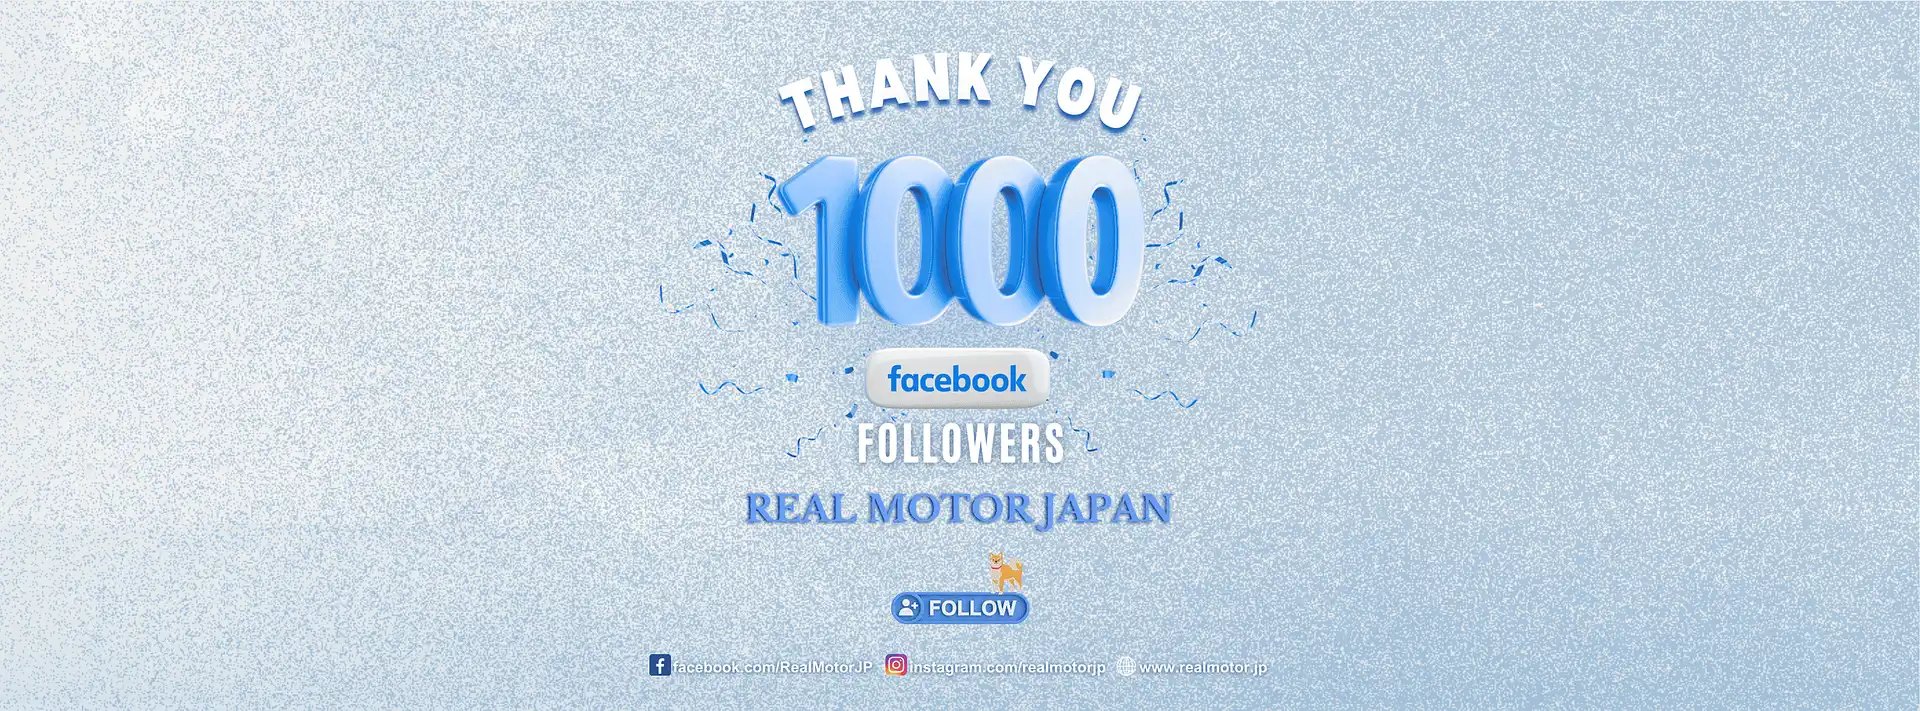 THANK YOU
1000
facebook
FOLLOWERS
REAL MOTOR JAPAN
FOLLOW
facebook.com/RealMotorJP instagram.com/realmotorjp www.realmotor.jp